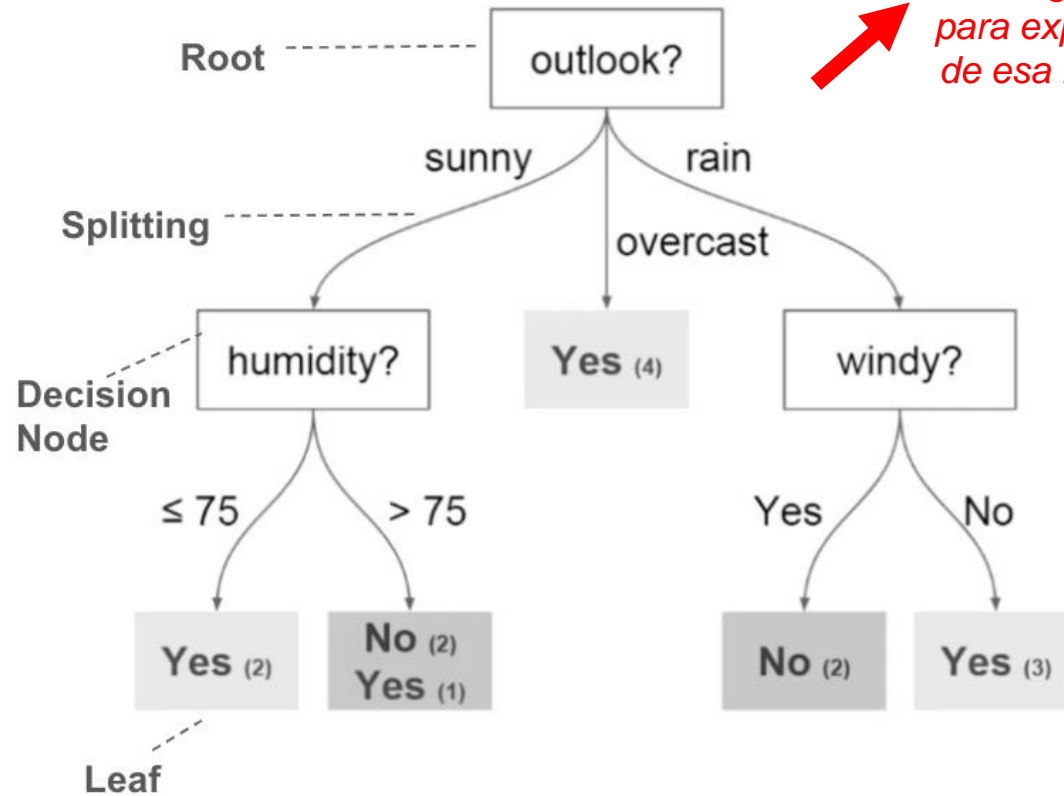 para exp
de esa
Root
outlook?
sunny
rain
Splitting
overcast
humidity?
Yes (4)
windy?
Decision
Node
≤ 75
> 75
Yes
No
Yes (2)
No (2)
Yes (1)
No (2)
Yes (3)
Leaf